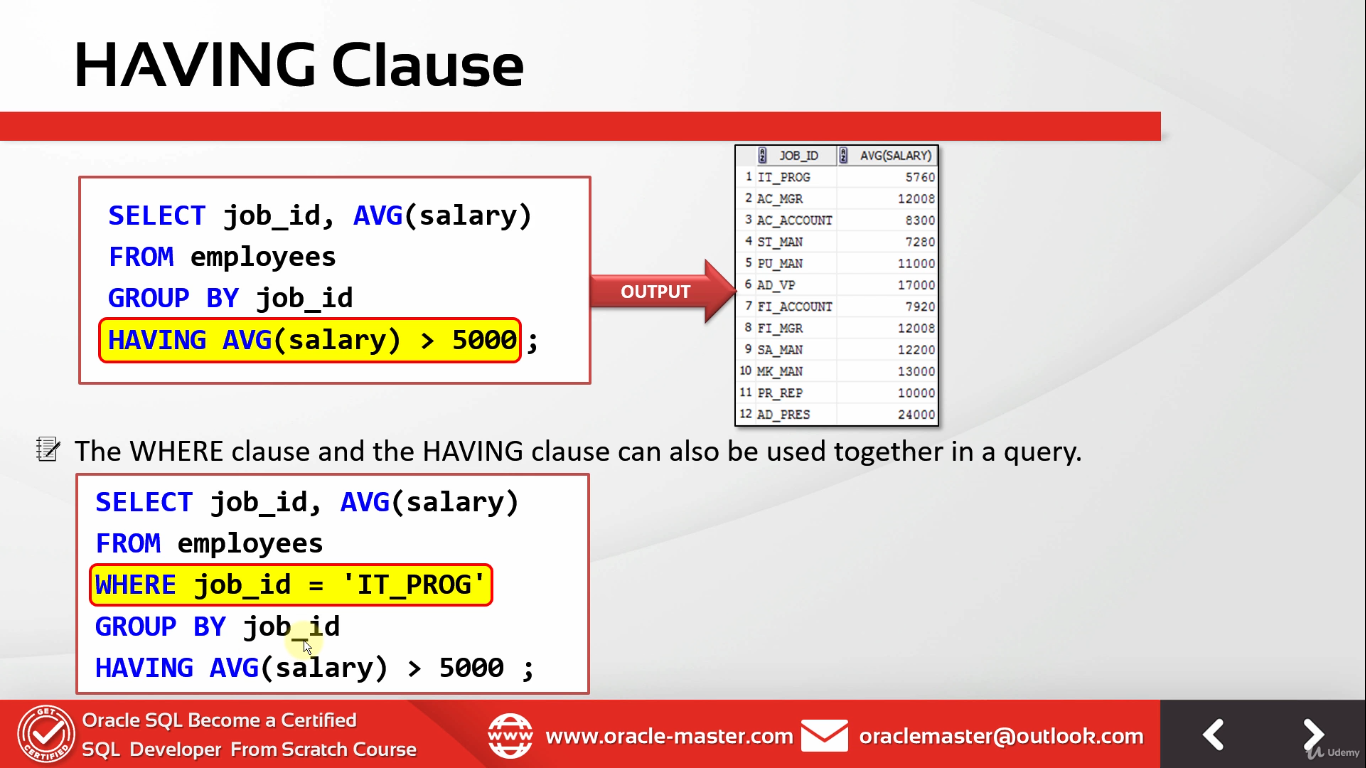 HAVING Clause
SELECT job_id, AVG(salary)
FROM employees
GROUP BY job_id
HAVING AVG(salary) > 5000 ;
OUTPUT
JOB_ID AVG(SALARY)
1 IT_PROG 5760
2 AC_MGR 12008
3 AC_ACCOUNT 8300
4 ST_MAN 7280
5 PU_MAN 11000
6 AD_VP 17000
7 FI_ACCOUNT 7920
8 FI_MGR 12008
9 SA_MAN 12200
10 MK_MAN 13000
11 PR_REP 10000
12 AD_PRES 24000
The WHERE clause and the HAVING clause can also be used together in a query.
SELECT job_id, AVG(salary)
FROM employees
WHERE job_id = 'IT_PROG'
GROUP BY job_id
HAVING AVG(salary) > 5000 ;
GET CERTIFIED
Oracle SQL Become a Certified
SQL Developer From Scratch Course
WWW
www.oracle-master.com
oraclemaster@outlook.com
Udemy